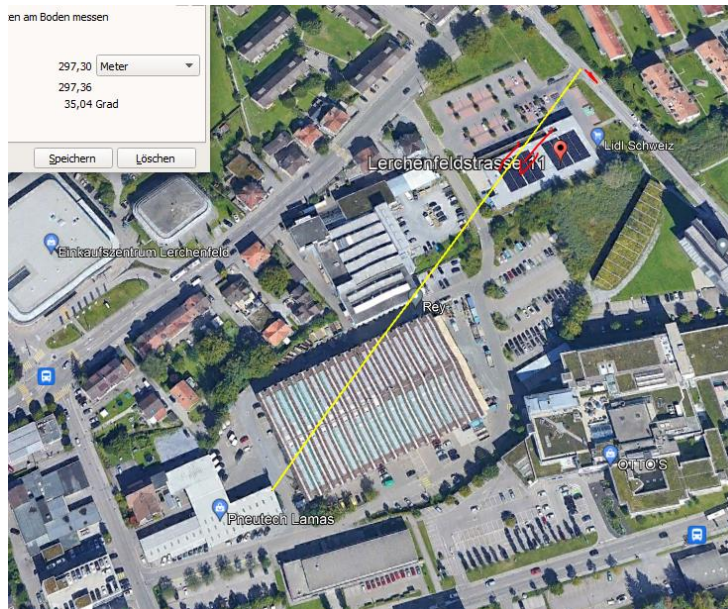 en am Boden messen
297,30 Meter
297,36
35,04 Grad
Speichern Löschen
Lerchenfeldstrasse 11
Lidl Schweiz
Einkaufszentrum Lerchenfeld
Rey
OTTO'S
Pneutech Lamas